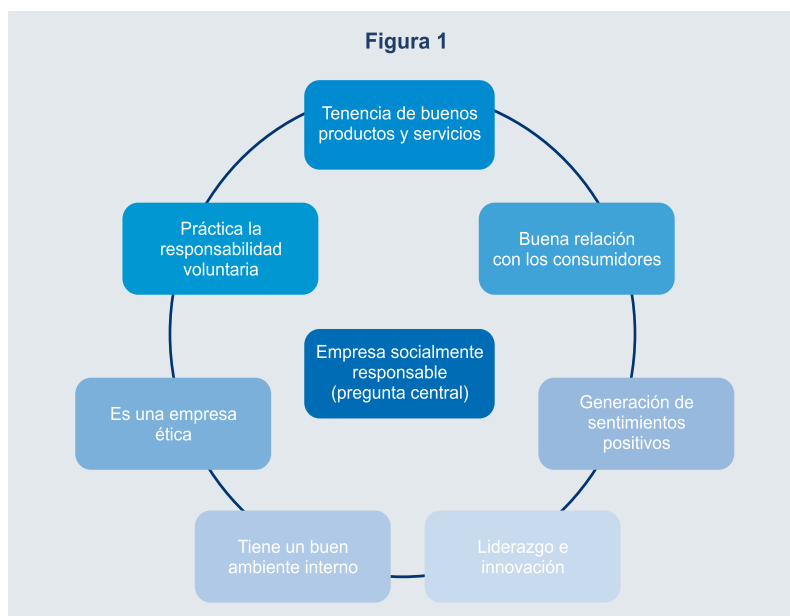 Figura 1
Tenencia de buenos
productos y servicios
Buena relación
con los consumidores
Generación de
sentimientos
positivos
Liderazgo e
innovación
Tiene un buen
ambiente interno
Es una empresa
ética
Práctica la
responsabilidad
voluntaria
Empresa socialmente
responsable
(pregunta central)